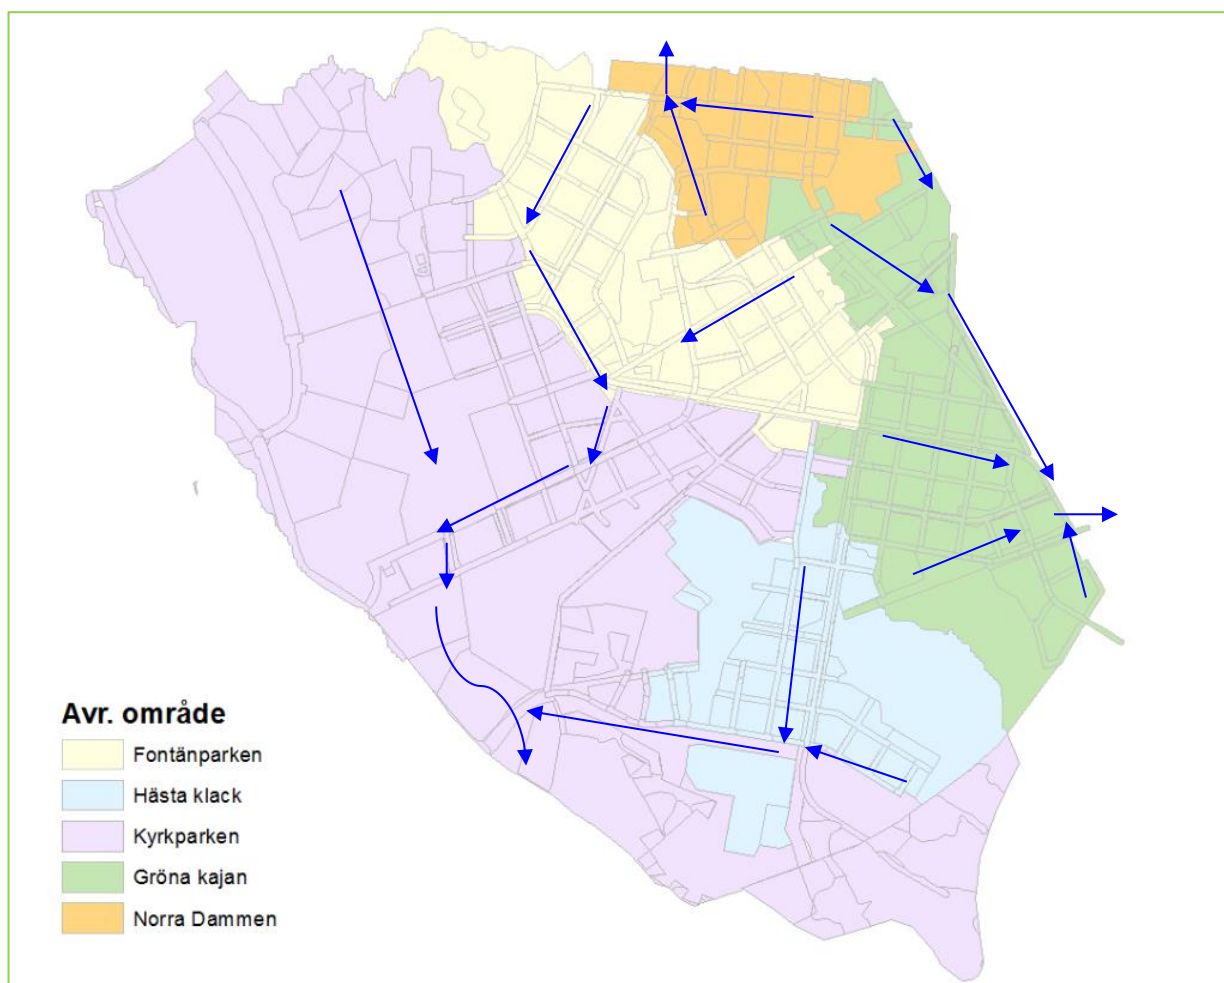 Avr. område
Fontänparken
Hästa klack
Kyrkparken
Gröna kajan
Norra Dammen